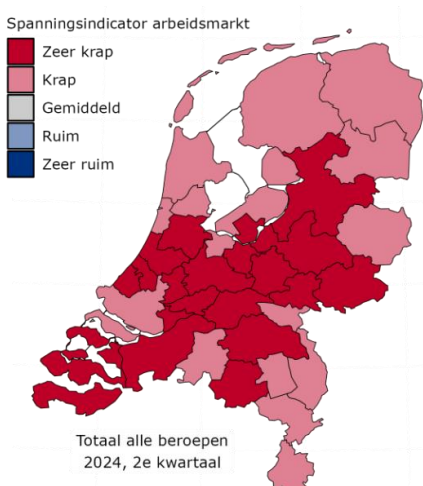 Spanningsindicator arbeidsmarkt
Zeer krap
Krap
Gemiddeld
Ruim
Zeer ruim
Totaal alle beroepen
2024, 2e kwartaal